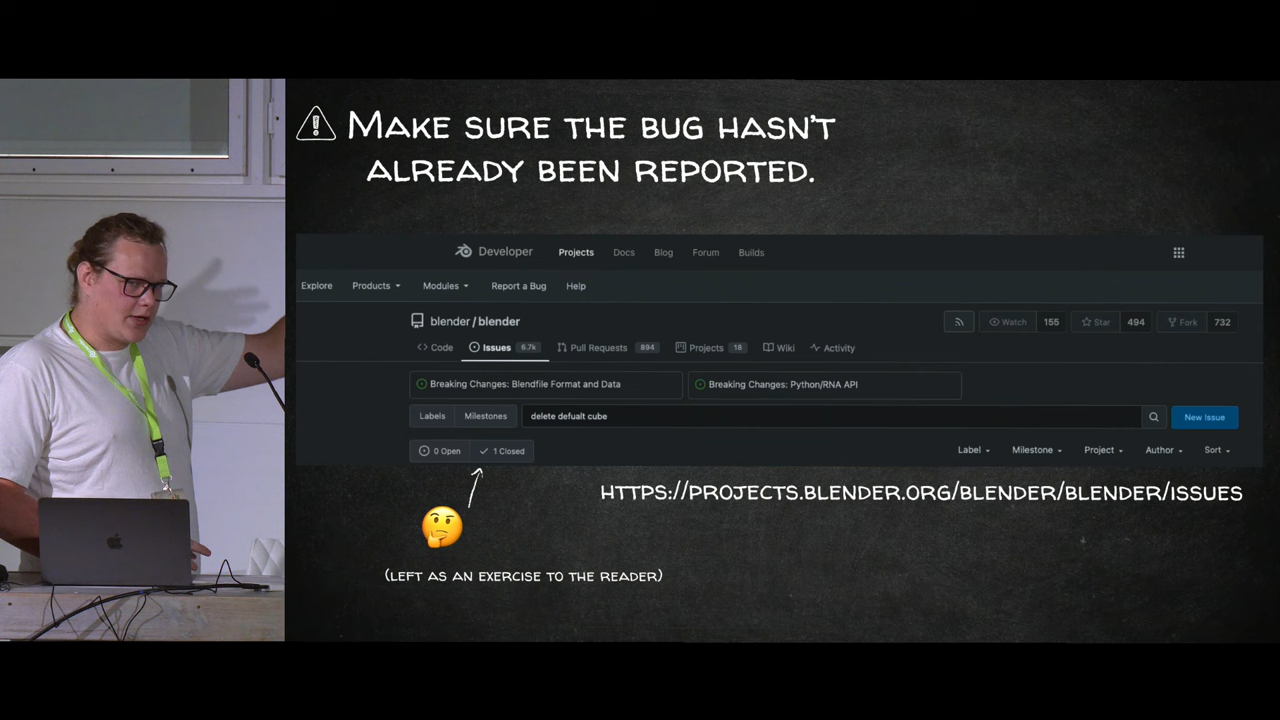 MAKE SURE THE BUG HASN'T
ALREADY BEEN REPORTED.
Developer Projects Docs Blog Forum Builds
Explore Products Modules Report a Bug Help
blender / blender Watch 155 Star 494 Fork 732
Code Issues 6.7k Pull Requests 894 Projects 18 Wiki Activity
Breaking Changes: Blendfile Format and Data Breaking Changes: Python/RNA API
Labels Milestones delete defualt cube New Issue
0 Open 1 Closed Label Milestone Project Author Sort
HTTPS://PROJECTS.BLENDER.ORG/BLENDER/BLENDER/ISSUES
(LEFT AS AN EXERCISE TO THE READER)